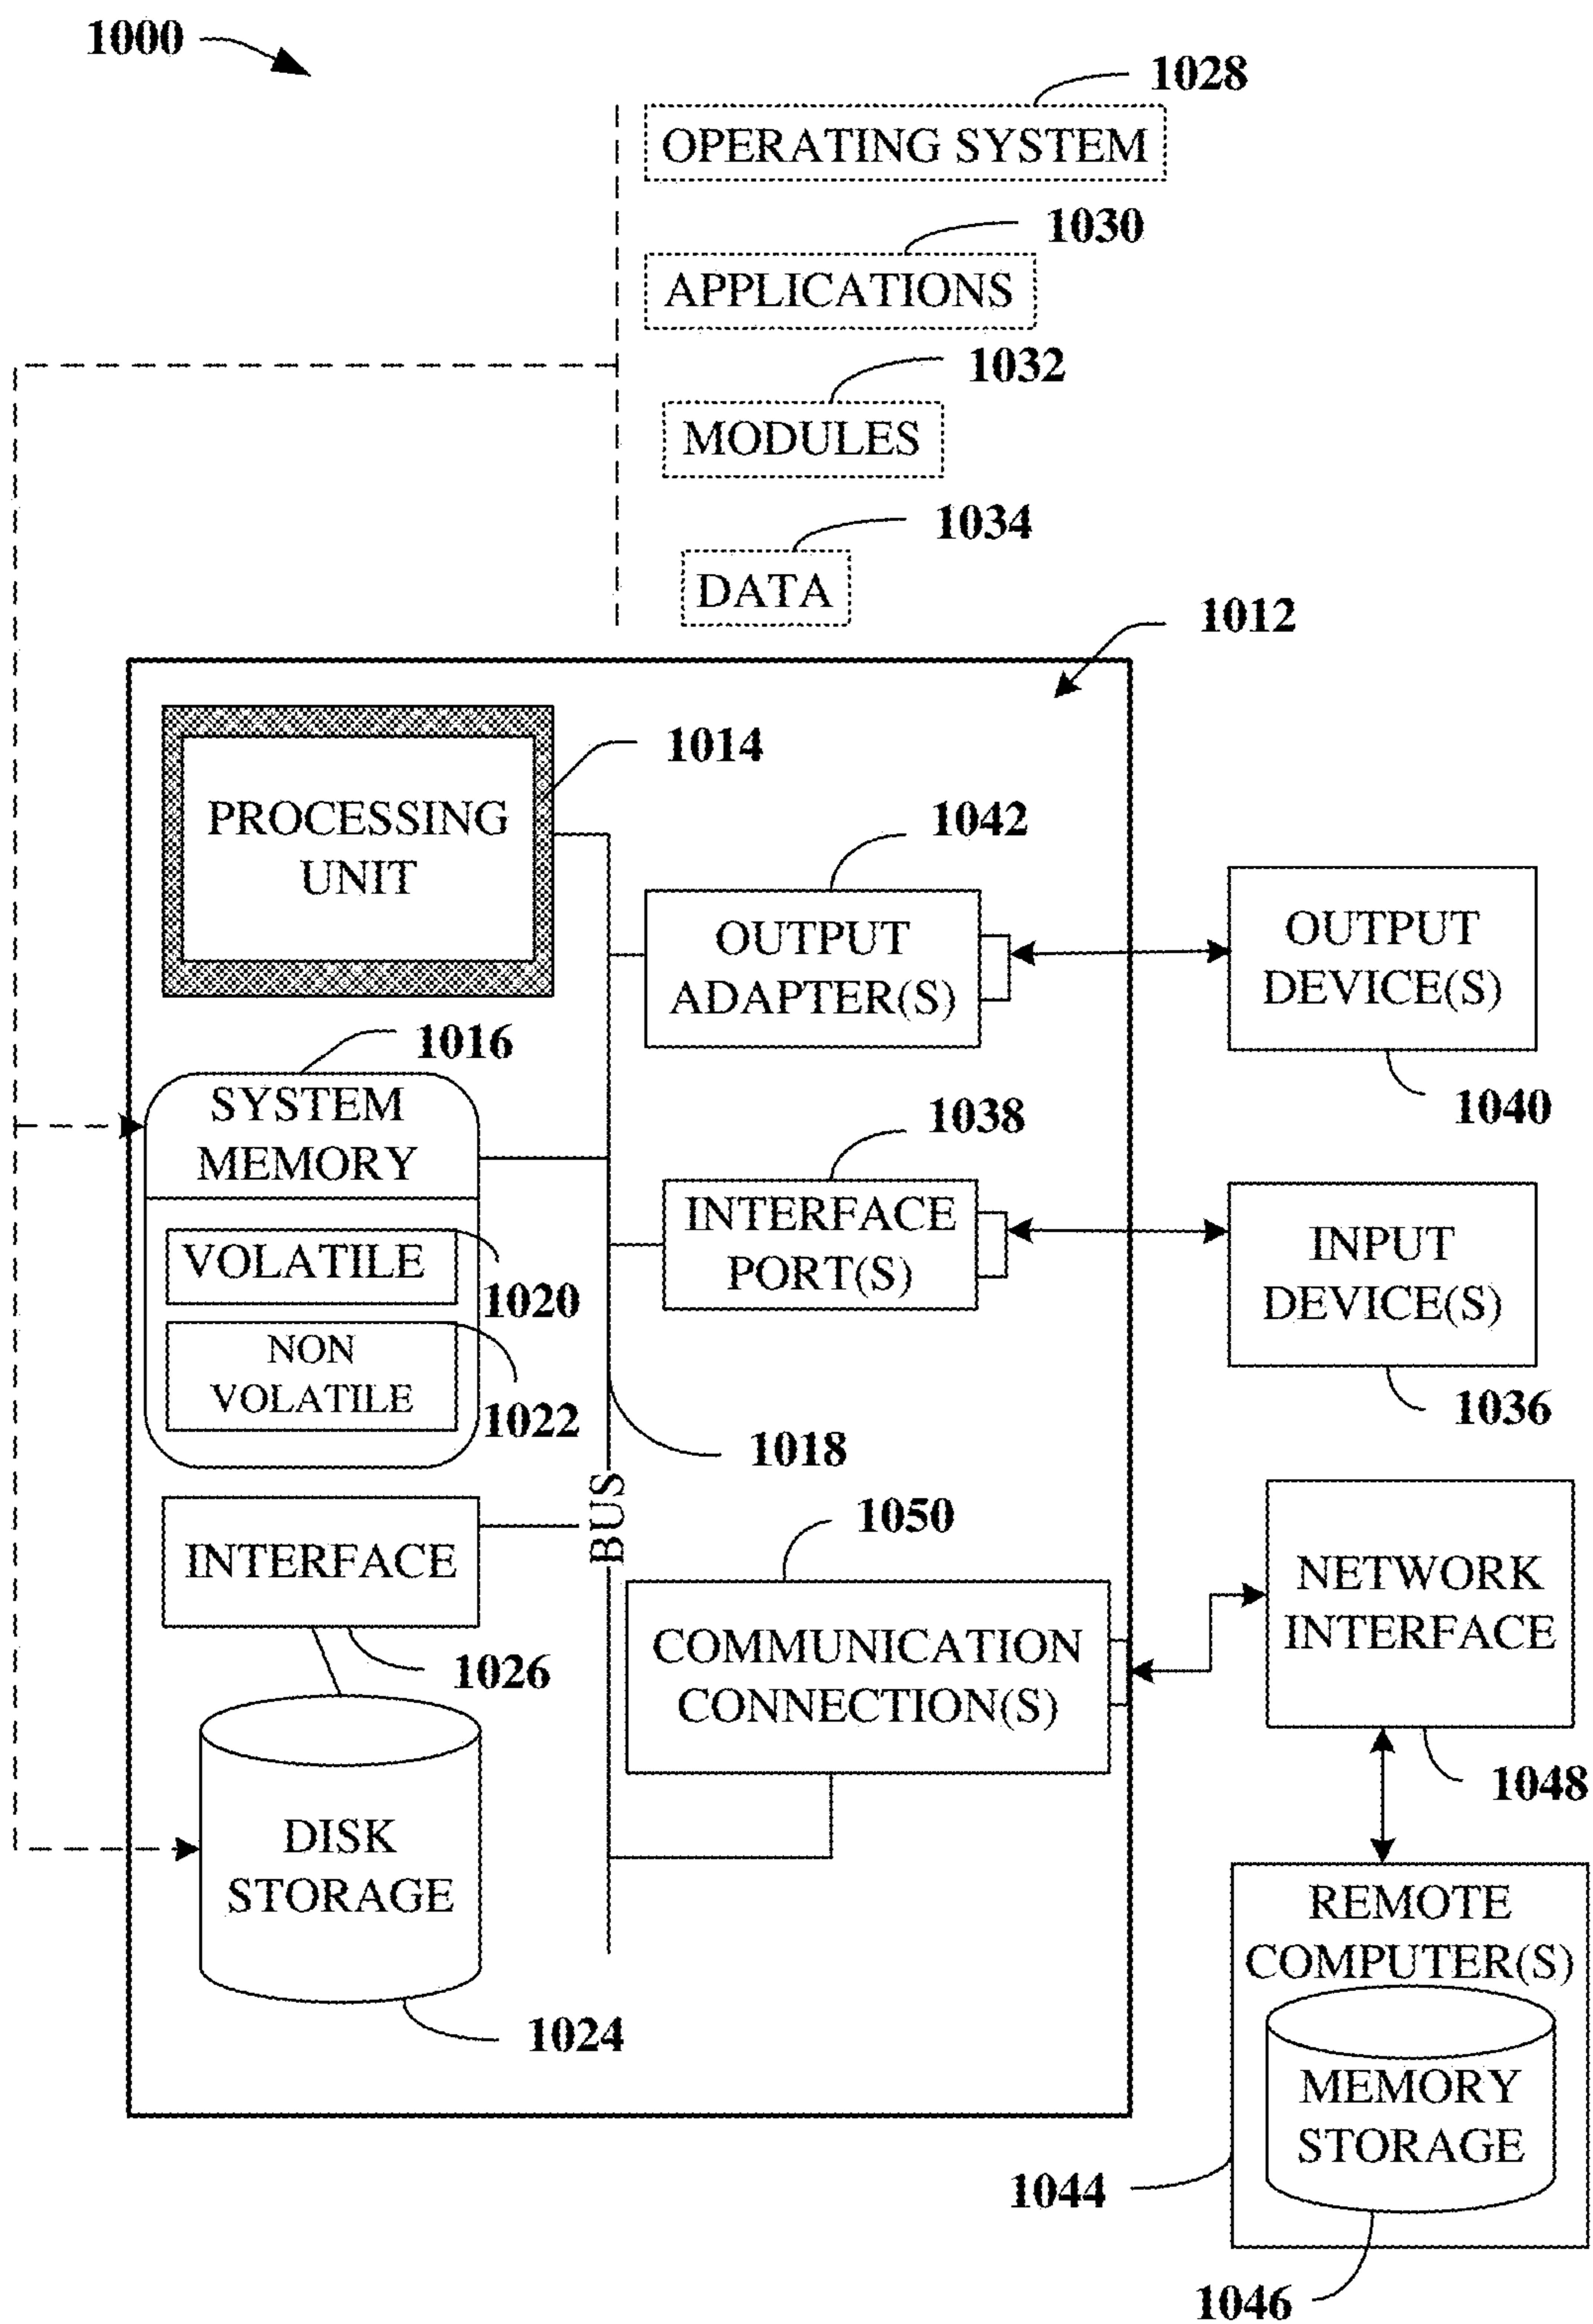 1000
1028
OPERATING SYSTEM
1030
APPLICATIONS
1032
MODULES
1034
DATA
1012
1014
PROCESSING
UNIT
1042
OUTPUT
ADAPTER(S)
OUTPUT
DEVICE(S)
1040
1016
SYSTEM
MEMORY
VOLATILE
1020
NON
VOLATILE
1022
1038
INTERFACE
PORT(S)
INPUT
DEVICE(S)
1036
1018
BUS
INTERFACE
1026
1050
COMMUNICATION
CONNECTION(S)
NETWORK
INTERFACE
1048
DISK
STORAGE
1024
REMOTE
COMPUTER(S)
MEMORY
STORAGE
1044
1046